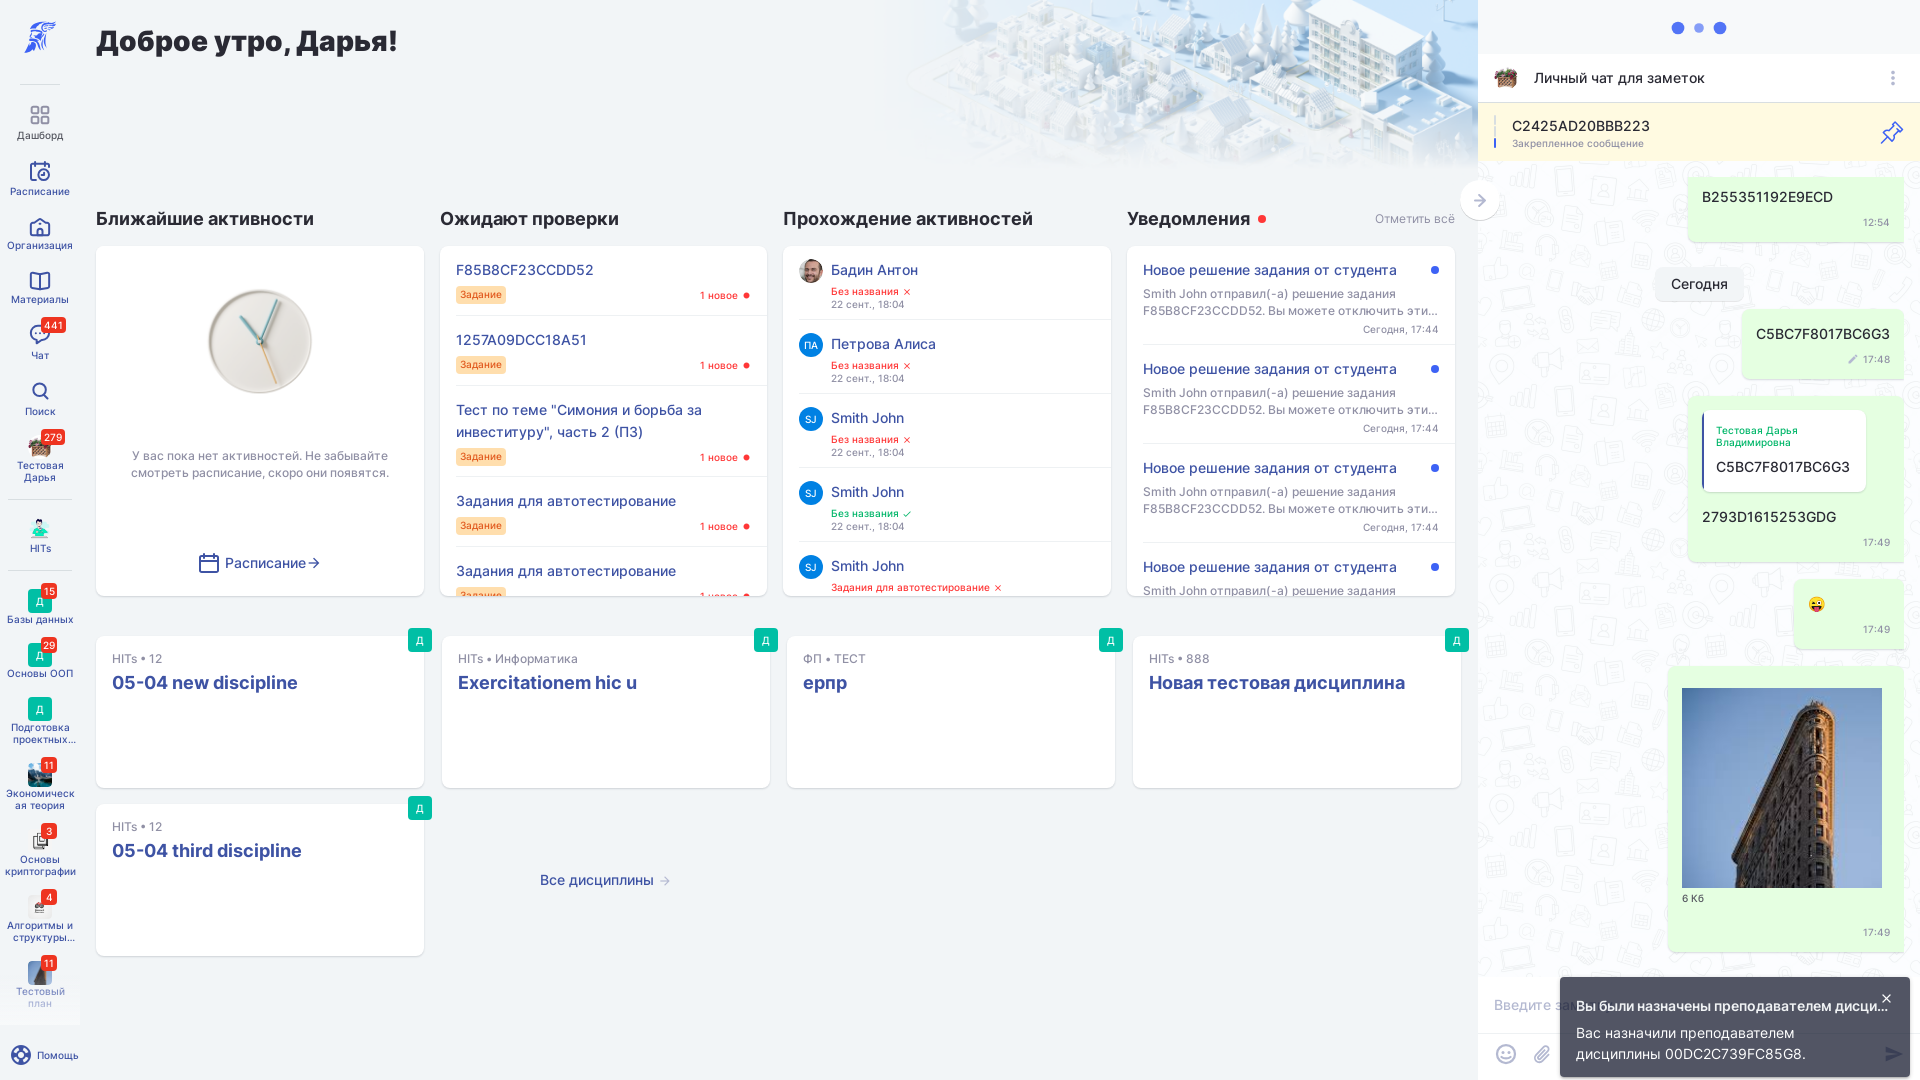 Доброе утро, Дарья!
Дашборд
Расписание
Организация
Материалы
441
Чат
Поиск
279
Тестовая
Дарья
HITs
15
Д
Базы данных
29
Д
Основы ООП
Д
Подготовка
проектных...
11
Экономическ
ая теория
3
Основы
криптографии
4
Алгоритмы и
структуры...
11
Тестовый
план
Помощь
Ближайшие активности
У вас пока нет активностей. Не забывайте
смотреть расписание, скоро они появятся.
Расписание
Ожидают проверки
F85B8CF23CCDD52
Задание
1 новое
1257A09DCC18A51
Задание
1 новое
Тест по теме "Симония и борьба за
инвеституру", часть 2 (ПЗ)
Задание
1 новое
Задания для автотестирование
Задание
1 новое
Задания для автотестирование
Задание
1 новое
Прохождение активностей
Бадин Антон
Без названия
22 сент., 18:04
ПА
Петрова Алиса
Без названия
22 сент., 18:04
SJ
Smith John
Без названия
22 сент., 18:04
SJ
Smith John
Без названия
22 сент., 18:04
SJ
Smith John
Задания для автотестирование
Уведомления
Отметить всё
Новое решение задания от студента
Smith John отправил(-а) решение задания
F85B8CF23CCDD52. Вы можете отключить эти...
Сегодня, 17:44
Новое решение задания от студента
Smith John отправил(-а) решение задания
F85B8CF23CCDD52. Вы можете отключить эти...
Сегодня, 17:44
Новое решение задания от студента
Smith John отправил(-а) решение задания
F85B8CF23CCDD52. Вы можете отключить эти...
Сегодня, 17:44
Новое решение задания от студента
Smith John отправил(-а) решение задания
Д
HITs • 12
05-04 new discipline
Д
HITs • Информатика
Exercitationem hic u
Д
ФП • ТЕСТ
ерпр
Д
HITs • 888
Новая тестовая дисциплина
Д
HITs • 12
05-04 third discipline
Все дисциплины
Личный чат для заметок
C2425AD20BBB223
Закрепленное сообщение
B255351192E9ECD
12:54
Сегодня
C5BC7F8017BC6G3
17:48
Тестовая Дарья
Владимировна
C5BC7F8017BC6G3
2793D1615253GDG
17:49
17:49
6 Кб
17:49
Введите
Вы были назначены преподавателем дисци...
Вас назначили преподавателем
дисциплины 00DC2C739FC85G8.